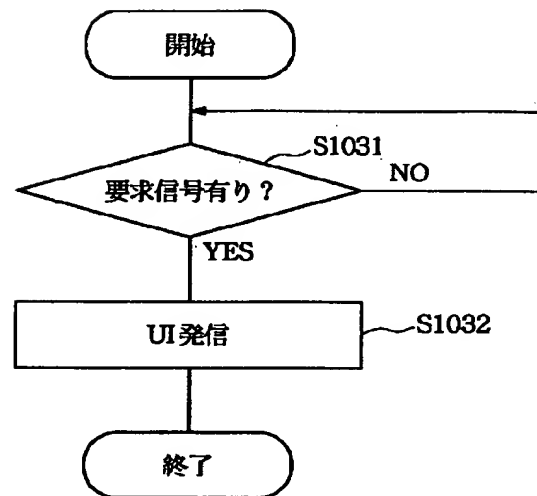 開始
S1031
要求信号有り?
NO
YES
UI発信
S1032
終了